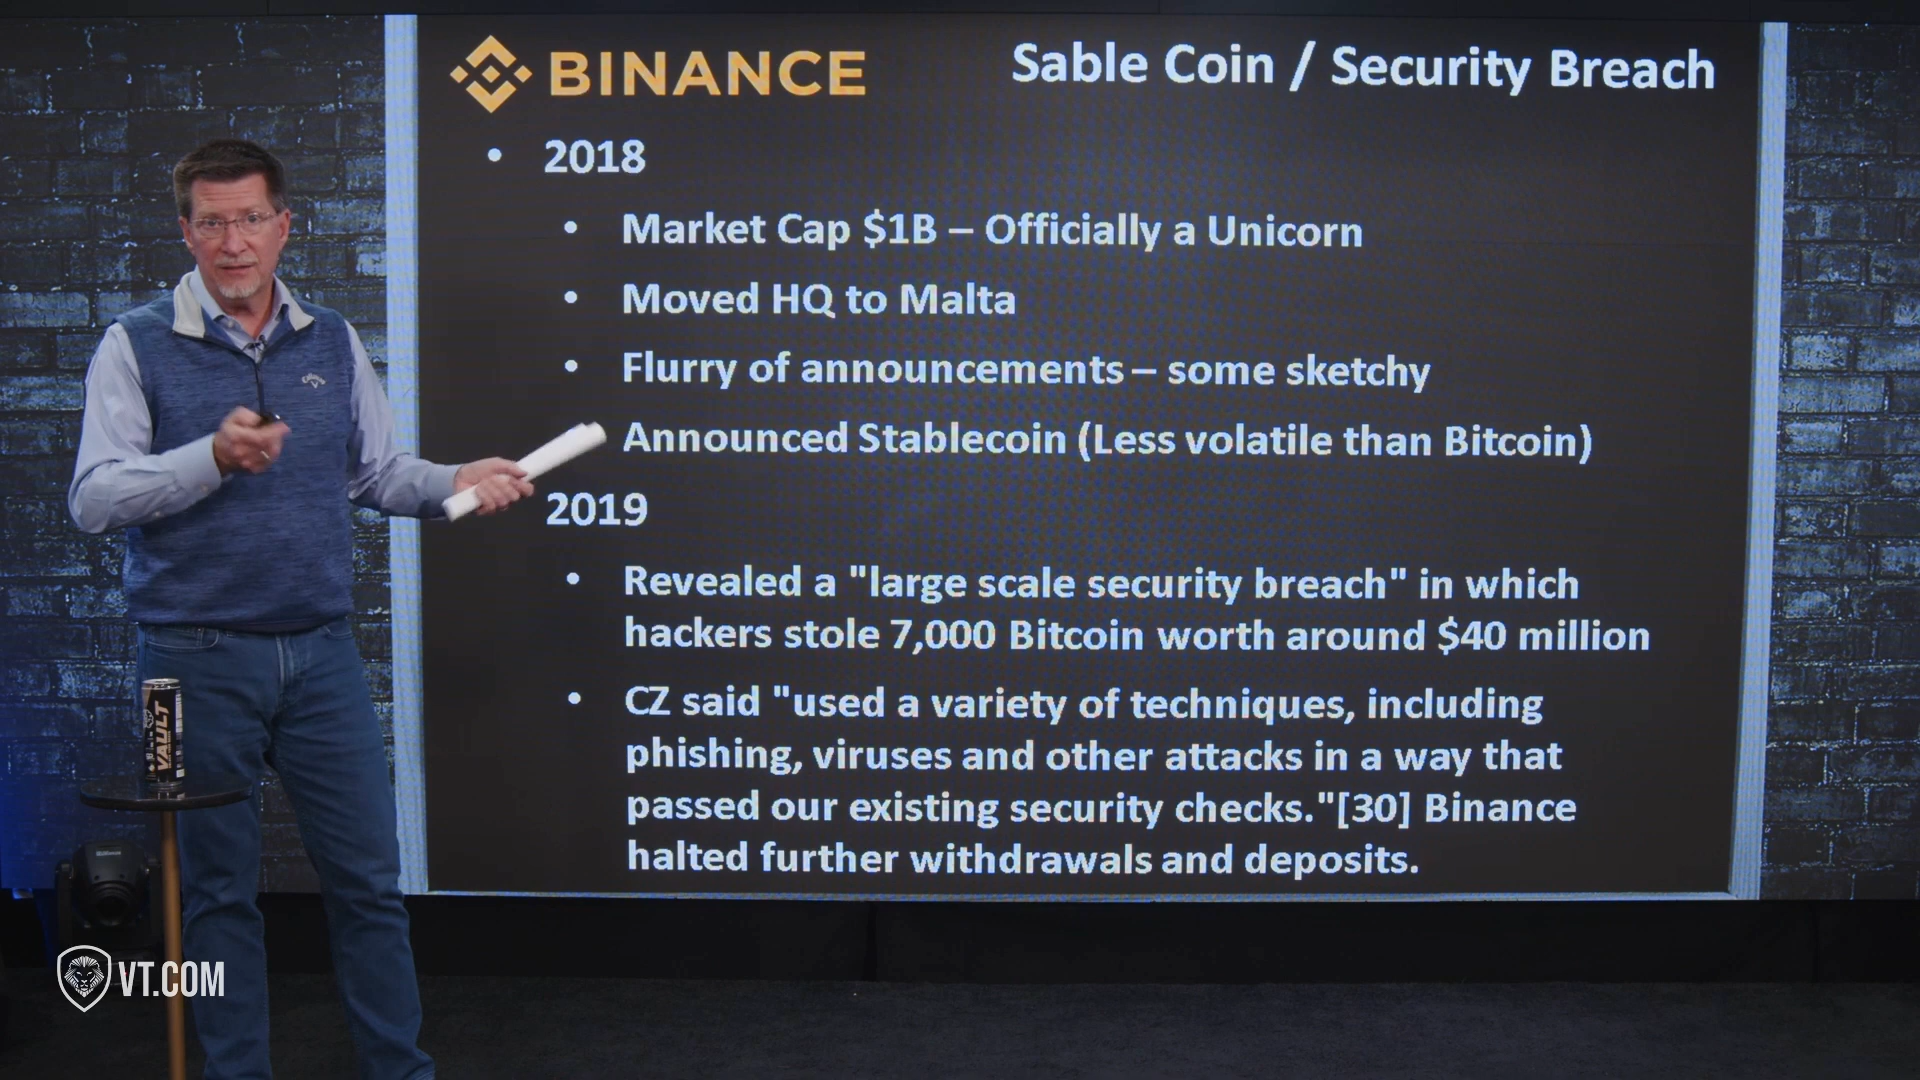 BINANCE
Sable Coin / Security Breach
• 2018
• Market Cap $1B – Officially a Unicorn
• Moved HQ to Malta
• Flurry of announcements – some sketchy
Announced Stablecoin (Less volatile than Bitcoin)
2019
• Revealed a "large scale security breach" in which
hackers stole 7,000 Bitcoin worth around $40 million
• CZ said "used a variety of techniques, including
phishing, viruses and other attacks in a way that
passed our existing security checks."[30] Binance
halted further withdrawals and deposits.
Callaway
VAULT
VT.COM